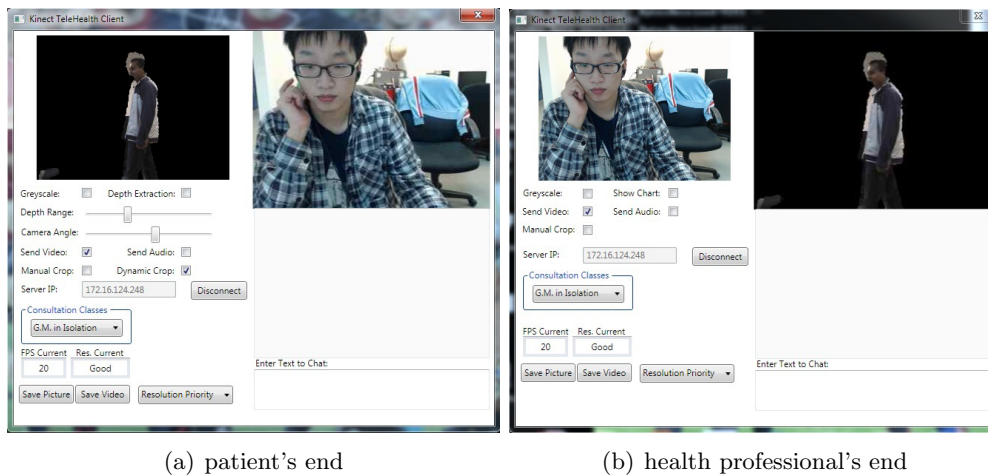 Kinect TeleHealth Client
Greyscale: Depth Extraction:
Depth Range:
Camera Angle:
Send Video: Send Audio:
Manual Crop: Dynamic Crop:
Server IP: 172.16.124.248 Disconnect
Consultation Classes
G.M. in Isolation
FPS Current Res. Current
20 Good
Save Picture Save Video Resolution Priority
Enter Text to Chat:
(a) patient's end
Kinect TeleHealth Client
Greyscale: Show Chart:
Send Video: Send Audio:
Manual Crop:
Server IP: 172.16.124.248 Disconnect
Consultation Classes
G.M. in Isolation
FPS Current Res. Current
20 Good
Save Picture Save Video Resolution Priority
Enter Text to Chat:
(b) health professional's end